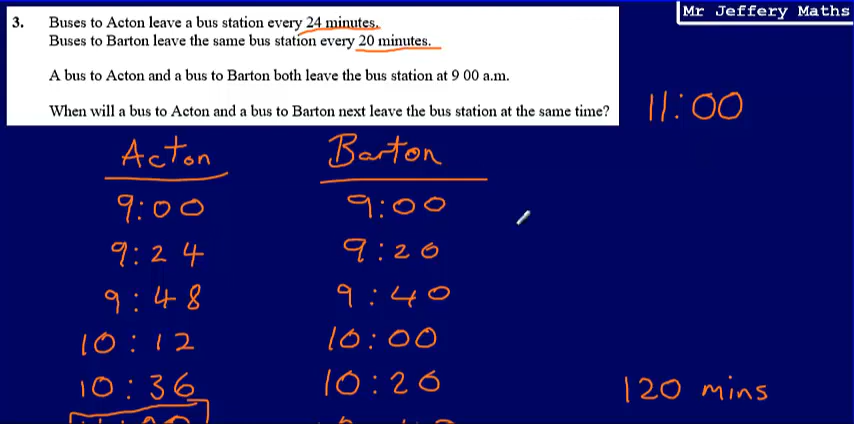 Mr Jeffery Maths
3. Buses to Acton leave a bus station every 24 minutes.
Buses to Barton leave the same bus station every 20 minutes.
A bus to Acton and a bus to Barton both leave the bus station at 9 00 a.m.
When will a bus to Acton and a bus to Barton next leave the bus station at the same time?
11:00
Acton Barton
9:00 9:00
9:24 9:20
9:48 9:40
10:12 10:00
10:36 10:20
120 mins